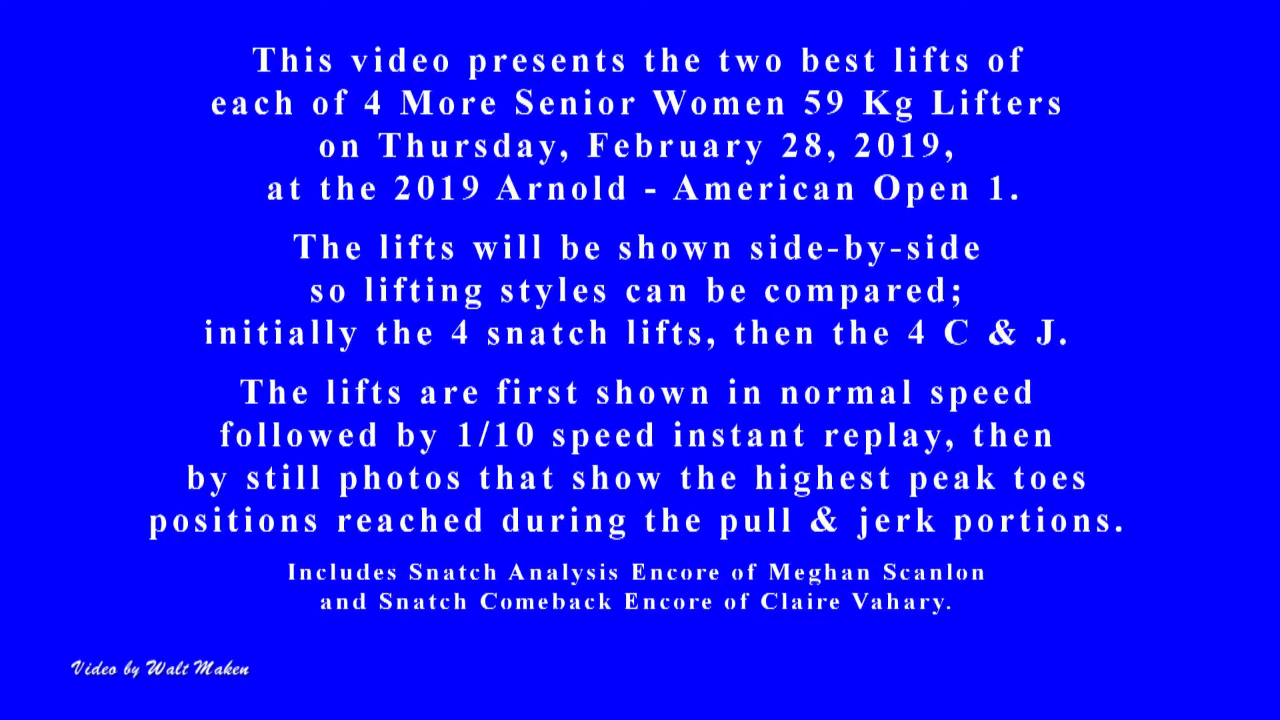 This video presents the two best lifts of
each of 4 More Senior Women 59 Kg Lifters
on Thursday, February 28, 2019,
at the 2019 Arnold - American Open 1.
The lifts will be shown side-by-side
so lifting styles can be compared;
initially the 4 snatch lifts, then the 4 C & J.
The lifts are first shown in normal speed
followed by 1/10 speed instant replay, then
by still photos that show the highest peak toes
positions reached during the pull & jerk portions.
Includes Snatch Analysis Encore of Meghan Scanlon
and Snatch Comeback Encore of Claire Vahary.
Video by Walt Maken